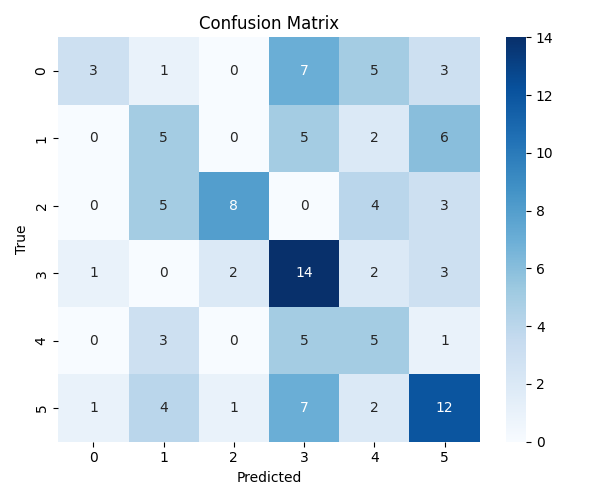 Confusion Matrix
14
0 3 1 0 7 5 3
12
1 0 5 0 5 2 6
10
2 0 5 8 0 4 3
8
True
6
3 1 0 2 14 2 3
4
4 0 3 0 5 5 1
2
5 1 4 1 7 2 12
0
0 1 2 3 4 5
Predicted